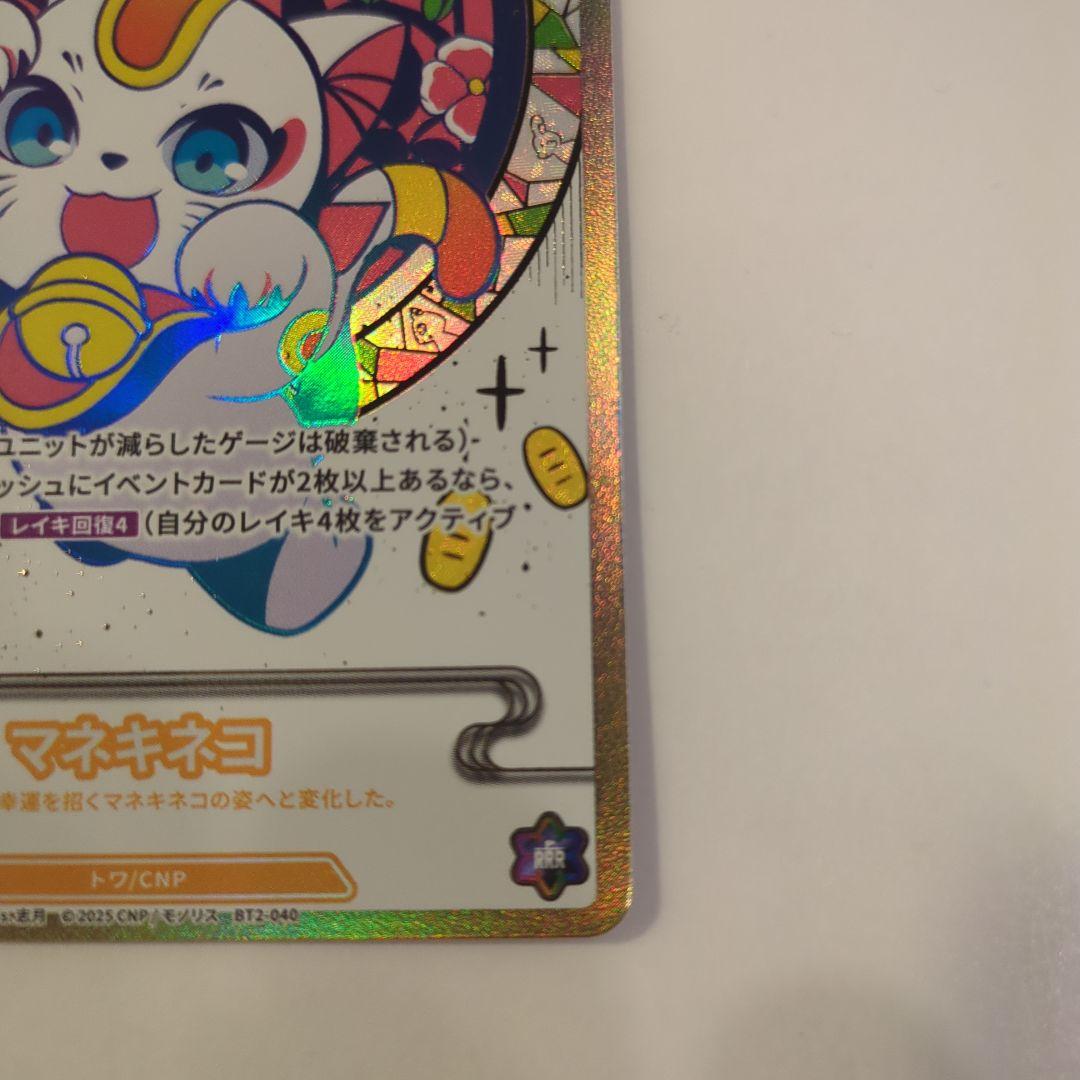 ユニットが減らしたゲージは破棄される)
ッシュにイベントカードが2枚以上あるなら、
レイキ回復4(自分のレイキ4枚をアクティブ
マネキネコ
幸運を招くマネキネコの姿へと変化した。
トワ/CNP
RRR
志月 ©2025 CNP / モノリス BT2-040